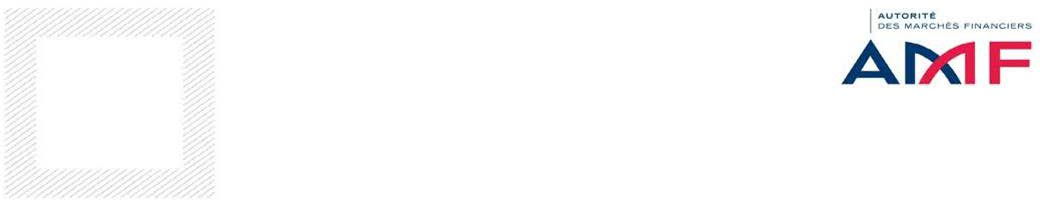 AUTORITÉ
DES MARCHÉS FINANCIERS
AMF